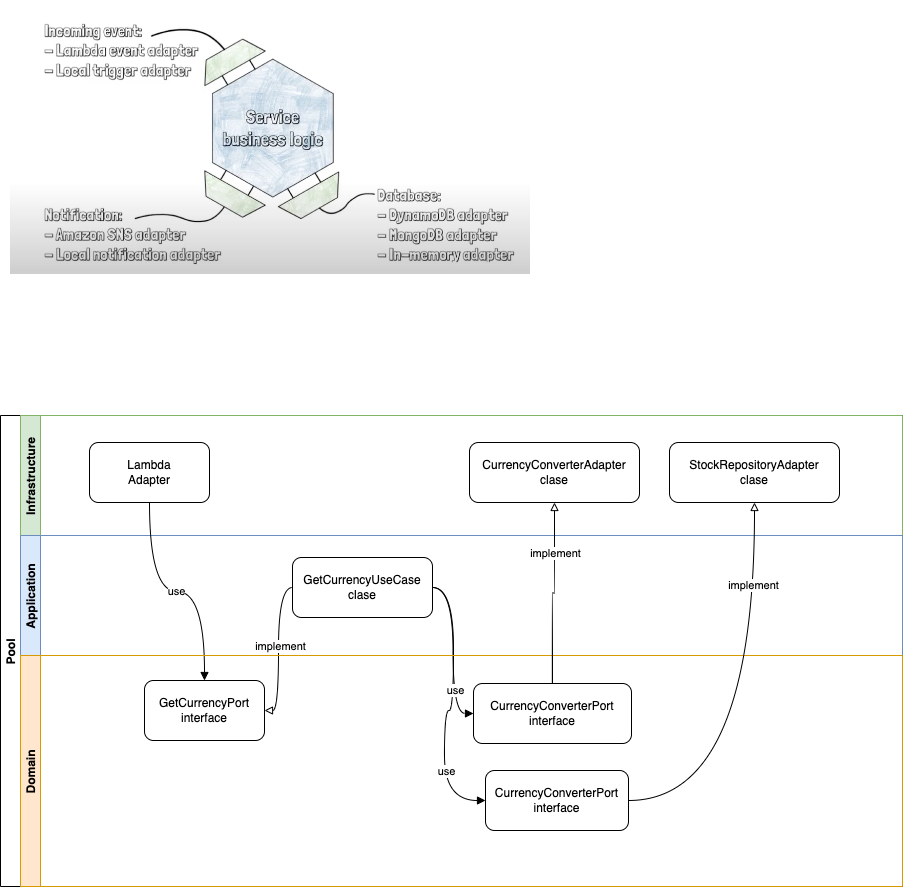 Incoming event:
- Lambda event adapter
- Local trigger adapter
Service
business logic
Notification:
- Amazon SNS adapter
- Local notification adapter
Database:
- DynamoDB adapter
- MongoDB adapter
- In-memory adapter
Pool
Infrastructure
Lambda
Adapter
CurrencyConverterAdapter
clase
StockRepositoryAdapter
clase
use
implement
implement
Application
GetCurrencyUseCase
clase
implement
Domain
GetCurrencyPort
interface
use
CurrencyConverterPort
interface
use
CurrencyConverterPort
interface